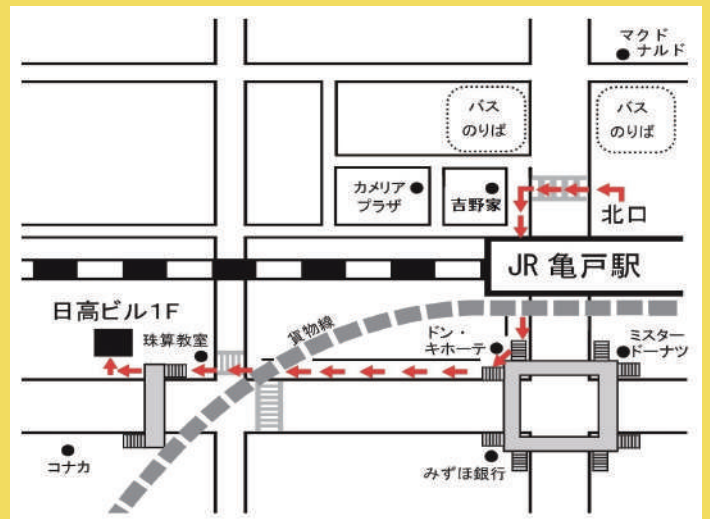 マクド
ナルド
バス
のりば
バス
のりば
カメリア
プラザ
吉野家
北口
JR 亀戸駅
日高ビル1F
珠算教室
貨物線
ドン・
キホーテ
ミスター
ドーナツ
コナカ
みずほ銀行